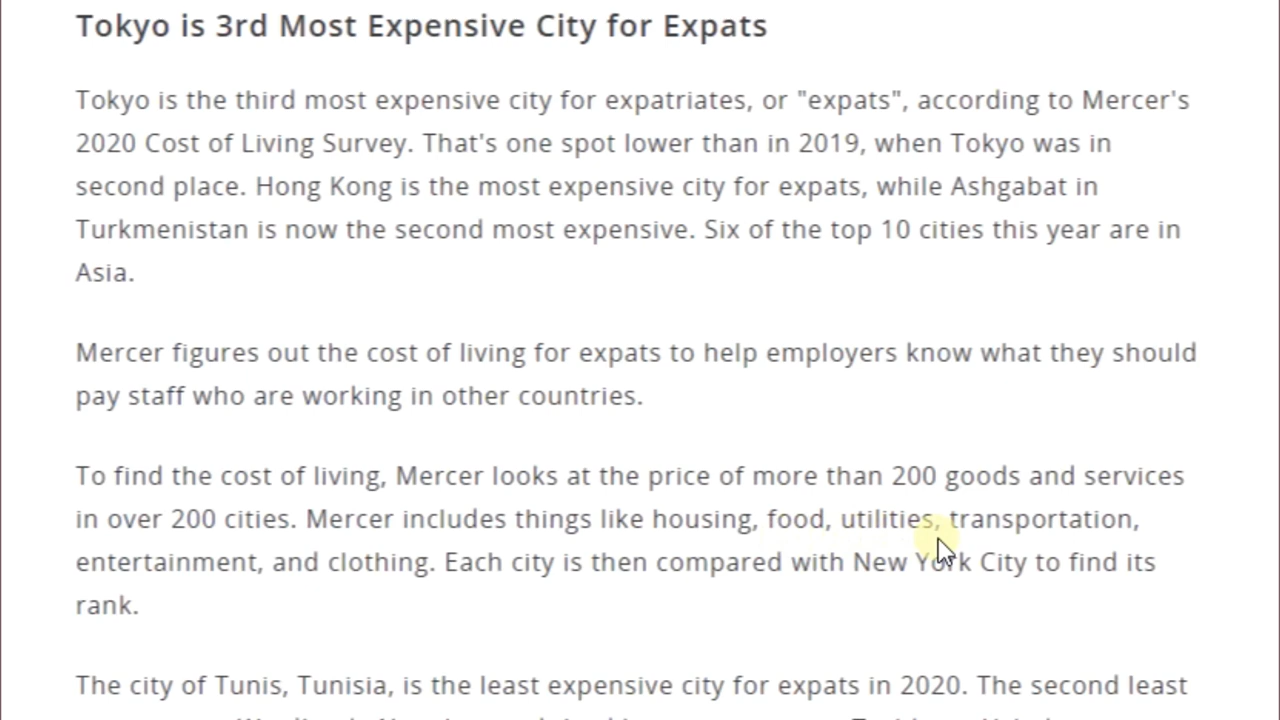 Tokyo is 3rd Most Expensive City for Expats
Tokyo is the third most expensive city for expatriates, or "expats", according to Mercer's
2020 Cost of Living Survey. That's one spot lower than in 2019, when Tokyo was in
second place. Hong Kong is the most expensive city for expats, while Ashgabat in
Turkmenistan is now the second most expensive. Six of the top 10 cities this year are in
Asia.
Mercer figures out the cost of living for expats to help employers know what they should
pay staff who are working in other countries.
To find the cost of living, Mercer looks at the price of more than 200 goods and services
in over 200 cities. Mercer includes things like housing, food, utilities, transportation,
entertainment, and clothing. Each city is then compared with New York City to find its
rank.
The city of Tunis, Tunisia, is the least expensive city for expats in 2020. The second least